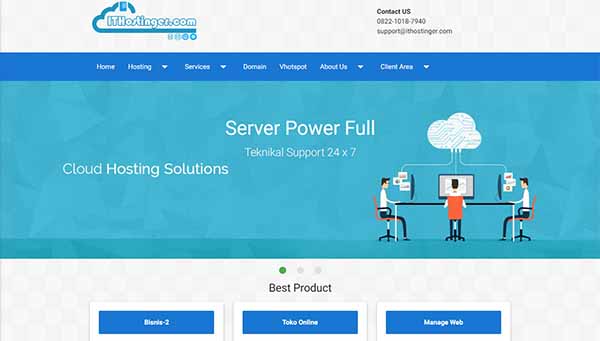 ITHostinger.com
Contact US
0822-1018-7940
support@ithostinger.com
Home Hosting Services Domain Vhotspot About Us Client Area
Server Power Full
Teknikal Support 24 x 7
Cloud Hosting Solutions
Best Product
Bisnis-2 Toko Online Manage Web